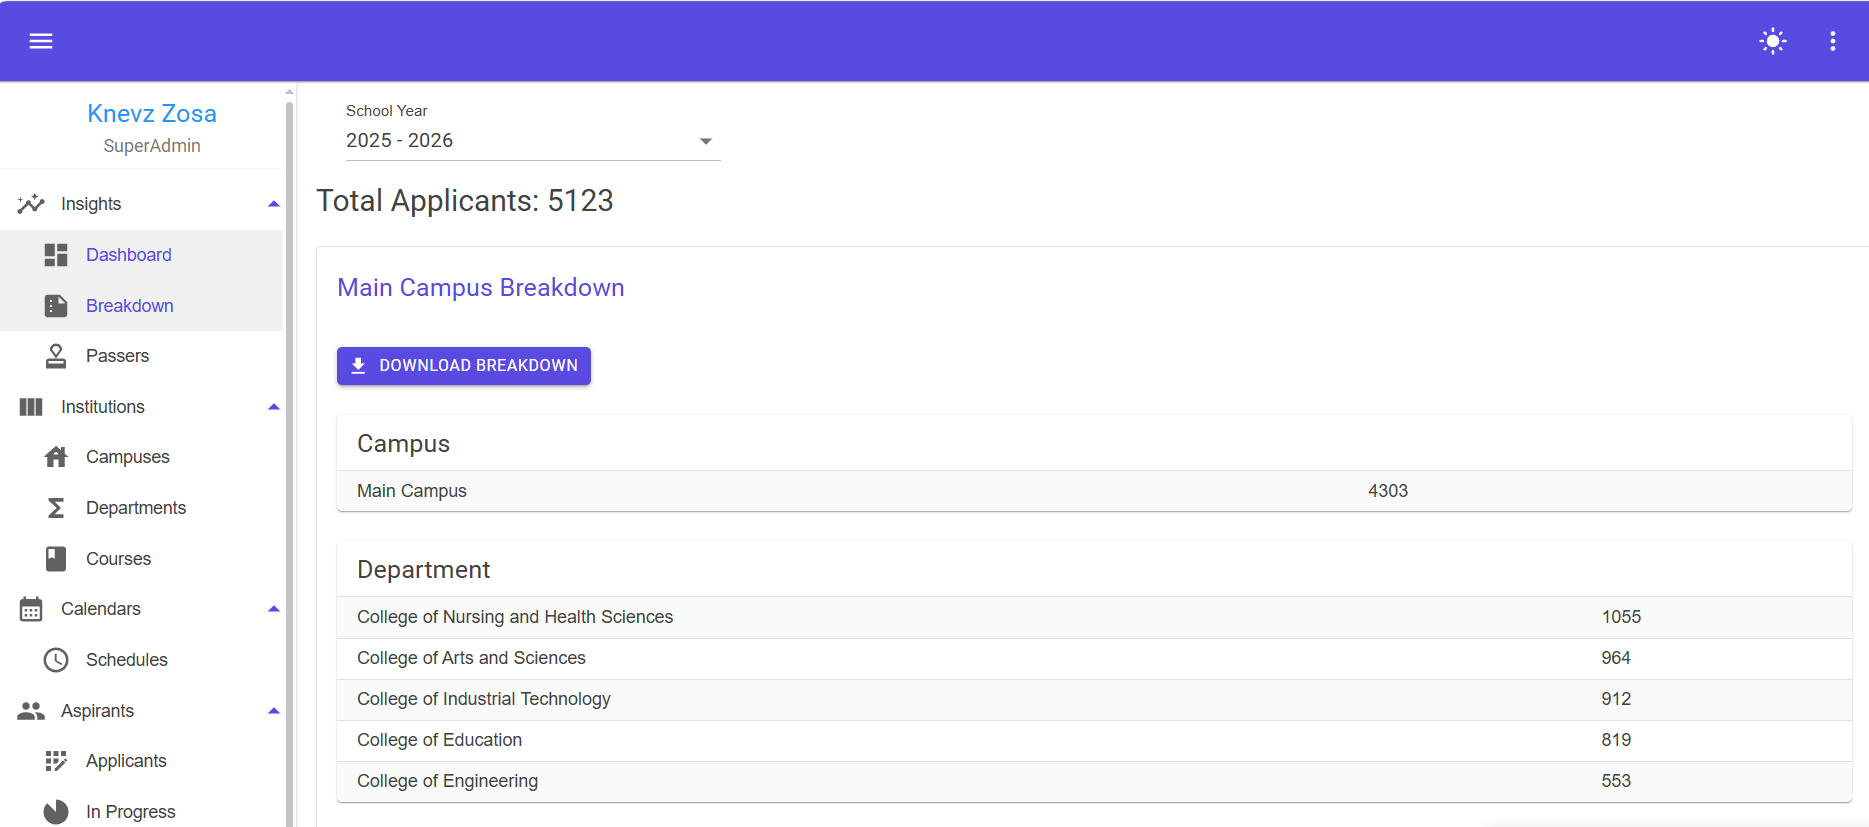 Knevz Zosa
SuperAdmin
Insights
Dashboard
Breakdown
Passers
Institutions
Campuses
Departments
Courses
Calendars
Schedules
Aspirants
Applicants
In Progress
School Year
2025 - 2026
Total Applicants: 5123
Main Campus Breakdown
DOWNLOAD BREAKDOWN
Campus
Main Campus 4303
Department
College of Nursing and Health Sciences 1055
College of Arts and Sciences 964
College of Industrial Technology 912
College of Education 819
College of Engineering 553